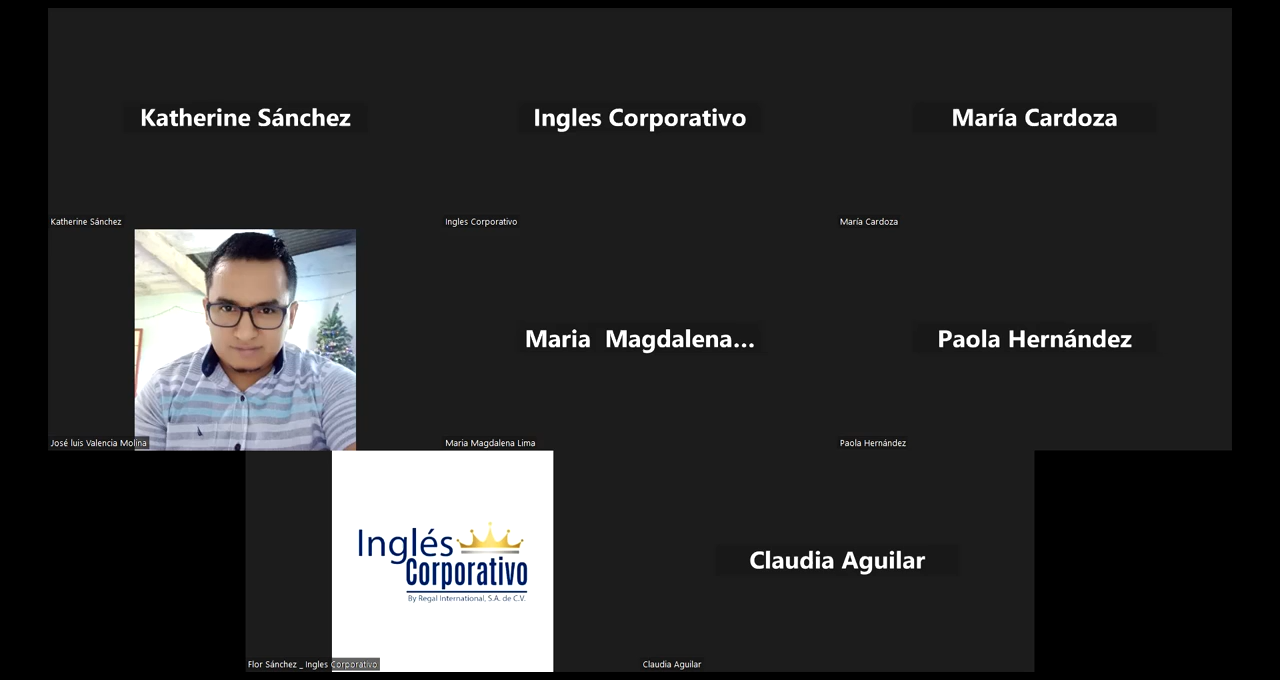 Katherine Sánchez
Ingles Corporativo
María Cardoza
Katherine Sánchez
Ingles Corporativo
María Cardoza
Maria  Magdalena...
Paola Hernández
José luis Valencia Molina
Maria Magdalena Lima
Paola Hernández
Inglés
Corporativo
By Regal International, S.A. de C.V.
Claudia Aguilar
Flor Sánchez _ Ingles Corporativo
Claudia Aguilar